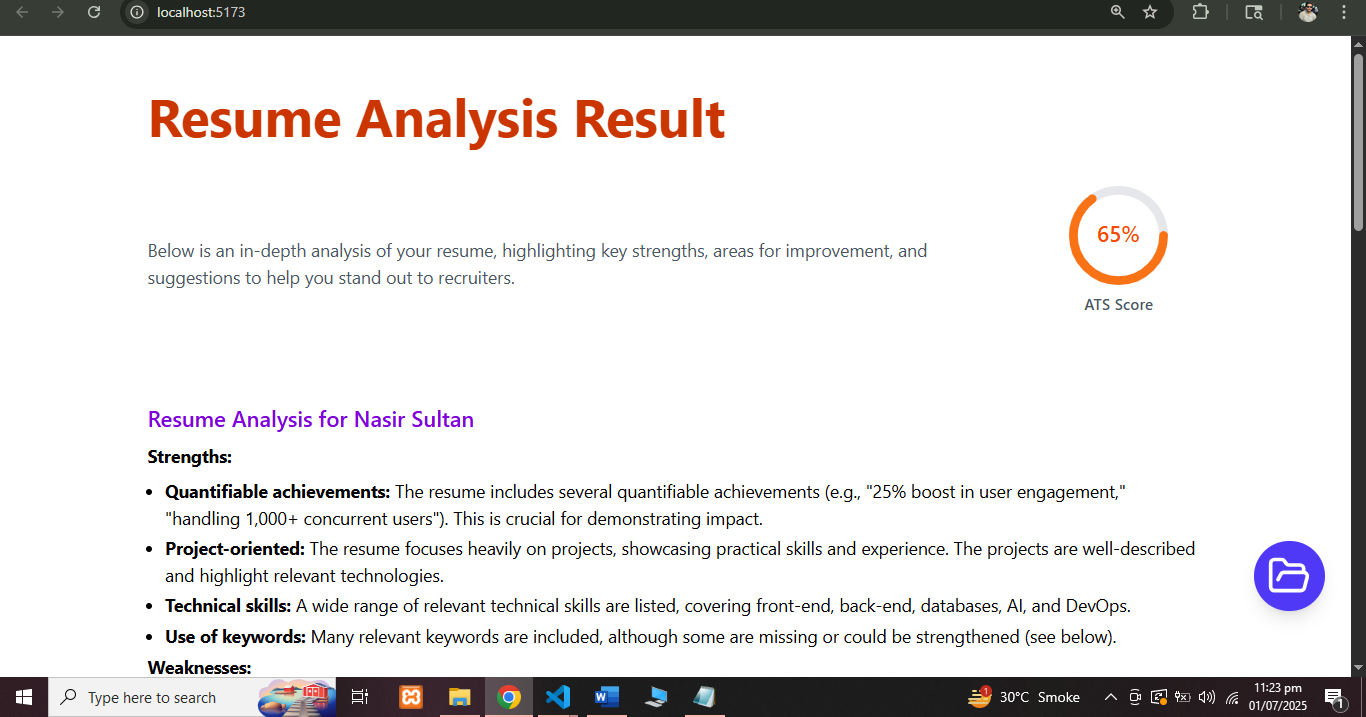 localhost:5173
Resume Analysis Result
65%
Below is an in-depth analysis of your resume, highlighting key strengths, areas for improvement, and
suggestions to help you stand out to recruiters.
ATS Score
Resume Analysis for Nasir Sultan
Strengths:
• Quantifiable achievements: The resume includes several quantifiable achievements (e.g., "25% boost in user engagement,"
"handling 1,000+ concurrent users"). This is crucial for demonstrating impact.
• Project-oriented: The resume focuses heavily on projects, showcasing practical skills and experience. The projects are well-described
and highlight relevant technologies.
• Technical skills: A wide range of relevant technical skills are listed, covering front-end, back-end, databases, AI, and DevOps.
• Use of keywords: Many relevant keywords are included, although some are missing or could be strengthened (see below).
Weaknesses:
Type here to search
W
1
30°C Smoke
11:23 pm
01/07/2025
1